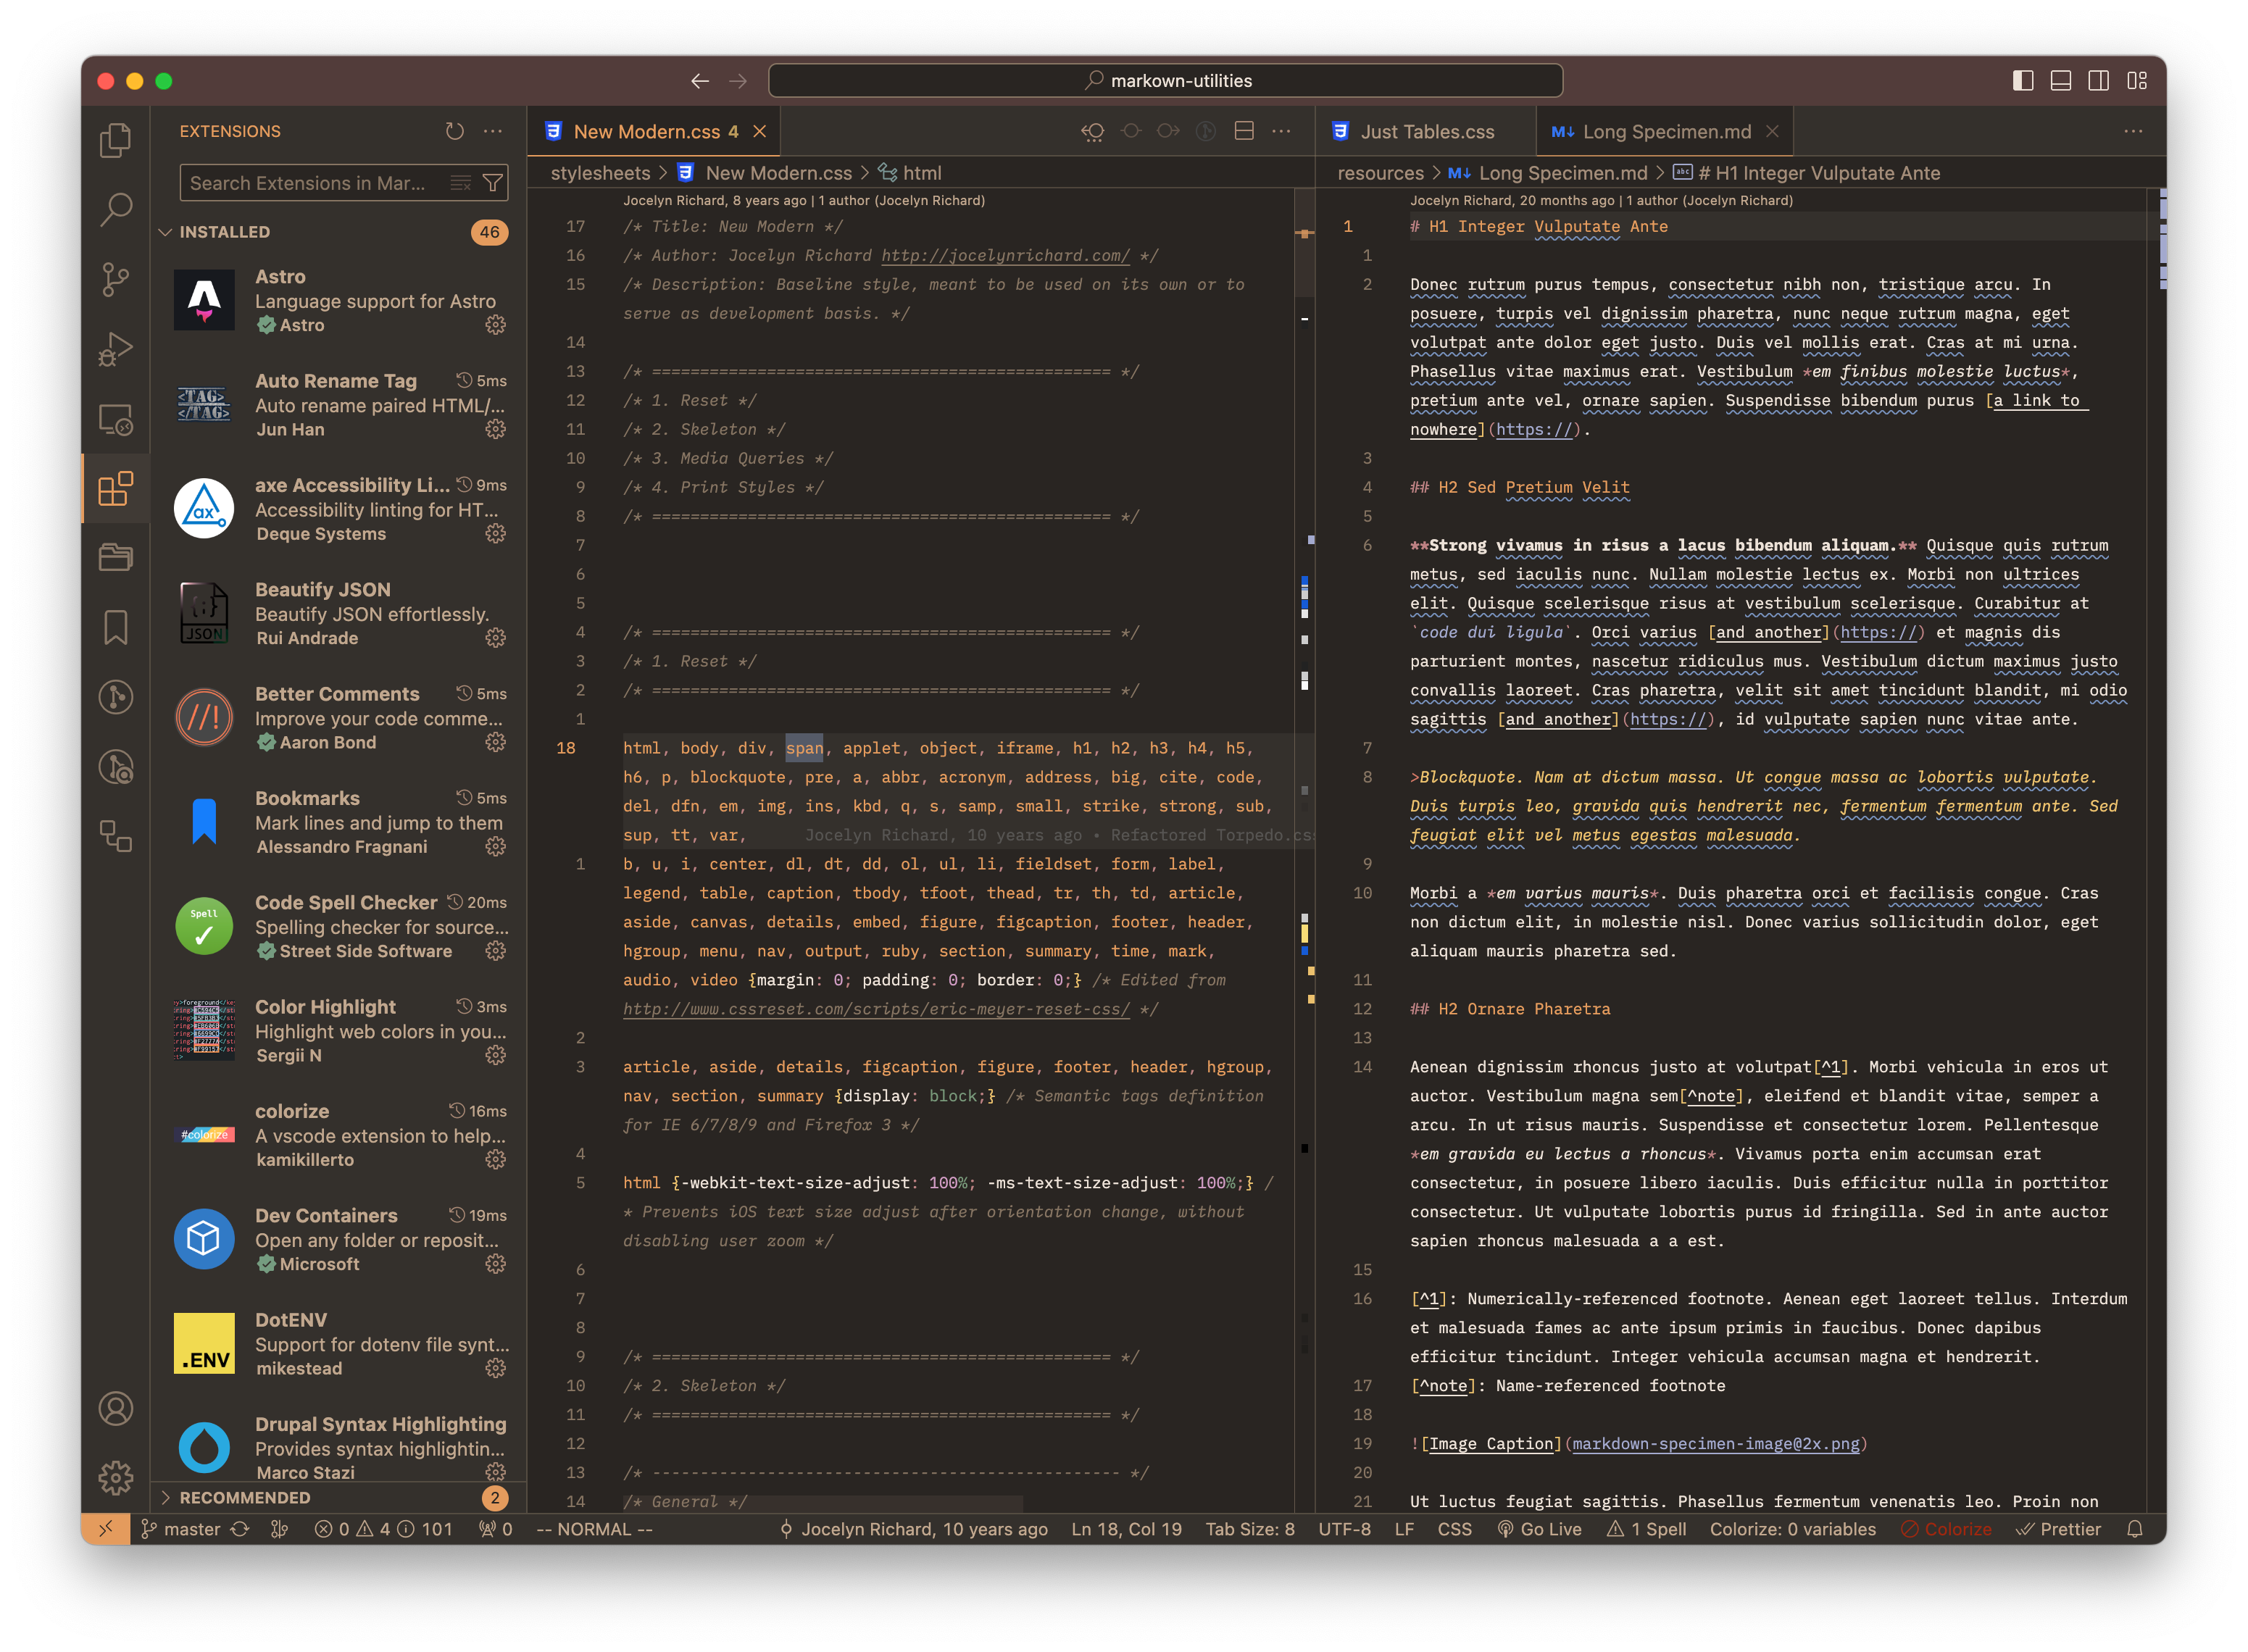 markown-utilities
EXTENSIONS
Search Extensions in Mar...
INSTALLED
46
Astro
Language support for Astro
Astro
Auto Rename Tag 5ms
Auto rename paired HTML/...
Jun Han
axe Accessibility Li... 9ms
Accessibility linting for HT...
Deque Systems
Beautify JSON
Beautify JSON effortlessly.
Rui Andrade
Better Comments 5ms
Improve your code comme...
Aaron Bond
Bookmarks 5ms
Mark lines and jump to them
Alessandro Fragnani
Code Spell Checker 20ms
Spelling checker for source...
Street Side Software
Color Highlight 3ms
Highlight web colors in you...
Sergii N
colorize 16ms
A vscode extension to help...
kamikillerto
Dev Containers 19ms
Open any folder or reposit...
Microsoft
DotENV
Support for dotenv file synt...
mikestead
Drupal Syntax Highlighting
Provides syntax highlightin...
Marco Stazi
RECOMMENDED
2
<TAG>
</TAG>
ax
JSON
//!
Spell
#colorize
.ENV
New Modern.css 4
stylesheets > New Modern.css > html
Jocelyn Richard, 8 years ago | 1 author (Jocelyn Richard)
17 /* Title: New Modern */
16 /* Author: Jocelyn Richard http://jocelynrichard.com/ */
15 /* Description: Baseline style, meant to be used on its own or to
serve as development basis. */
14
13 /* ================================================ */
12 /* 1. Reset */
11 /* 2. Skeleton */
10 /* 3. Media Queries */
9 /* 4. Print Styles */
8 /* ================================================ */
7
6
5
4 /* ================================================ */
3 /* 1. Reset */
2 /* ================================================ */
1
18 html, body, div, span, applet, object, iframe, h1, h2, h3, h4, h5,
h6, p, blockquote, pre, a, abbr, acronym, address, big, cite, code,
del, dfn, em, img, ins, kbd, q, s, samp, small, strike, strong, sub,
sup, tt, var, Jocelyn Richard, 10 years ago • Refactored Torpedo.cs
1 b, u, i, center, dl, dt, dd, ol, ul, li, fieldset, form, label,
legend, table, caption, tbody, tfoot, thead, tr, th, td, article,
aside, canvas, details, embed, figure, figcaption, footer, header,
hgroup, menu, nav, output, ruby, section, summary, time, mark,
audio, video {margin: 0; padding: 0; border: 0;} /* Edited from
http://www.cssreset.com/scripts/eric-meyer-reset-css/ */
2
3 article, aside, details, figcaption, figure, footer, header, hgroup,
nav, section, summary {display: block;} /* Semantic tags definition
for IE 6/7/8/9 and Firefox 3 */
4
5 html {-webkit-text-size-adjust: 100%; -ms-text-size-adjust: 100%;} /
* Prevents iOS text size adjust after orientation change, without
disabling user zoom */
6
7
8
9 /* ================================================ */
10 /* 2. Skeleton */
11 /* ================================================ */
12
13 /* ------------------------------------------------- */
14 /* General */
Just Tables.css
Long Specimen.md
resources > Long Specimen.md > # H1 Integer Vulputate Ante
Jocelyn Richard, 20 months ago | 1 author (Jocelyn Richard)
1 # H1 Integer Vulputate Ante
1
2 Donec rutrum purus tempus, consectetur nibh non, tristique arcu. In
posuere, turpis vel dignissim pharetra, nunc neque rutrum magna, eget
volutpat ante dolor eget justo. Duis vel mollis erat. Cras at mi urna.
Phasellus vitae maximus erat. Vestibulum *em finibus molestie luctus*,
pretium ante vel, ornare sapien. Suspendisse bibendum purus [a link to
nowhere](https://).
3
4 ## H2 Sed Pretium Velit
5
6 **Strong vivamus in risus a lacus bibendum aliquam.** Quisque quis rutrum
metus, sed iaculis nunc. Nullam molestie lectus ex. Morbi non ultrices
elit. Quisque scelerisque risus at vestibulum scelerisque. Curabitur at
`code dui ligula`. Orci varius [and another](https://) et magnis dis
parturient montes, nascetur ridiculus mus. Vestibulum dictum maximus justo
convallis laoreet. Cras pharetra, velit sit amet tincidunt blandit, mi odio
sagittis [and another](https://), id vulputate sapien nunc vitae ante.
7
8 >Blockquote. Nam at dictum massa. Ut congue massa ac lobortis vulputate.
Duis turpis leo, gravida quis hendrerit nec, fermentum fermentum ante. Sed
feugiat elit vel metus egestas malesuada.
9
10 Morbi a *em varius mauris*. Duis pharetra orci et facilisis congue. Cras
non dictum elit, in molestie nisl. Donec varius sollicitudin dolor, eget
aliquam mauris pharetra sed.
11
12 ## H2 Ornare Pharetra
13
14 Aenean dignissim rhoncus justo at volutpat[^1]. Morbi vehicula in eros ut
auctor. Vestibulum magna sem[^note], eleifend et blandit vitae, semper a
arcu. In ut risus mauris. Suspendisse et consectetur lorem. Pellentesque
*em gravida eu lectus a rhoncus*. Vivamus porta enim accumsan erat
consectetur, in posuere libero iaculis. Duis efficitur nulla in porttitor
consectetur. Ut vulputate lobortis purus id fringilla. Sed in ante auctor
sapien rhoncus malesuada a a est.
15
16 [^1]: Numerically-referenced footnote. Aenean eget laoreet tellus. Interdum
et malesuada fames ac ante ipsum primis in faucibus. Donec dapibus
efficitur tincidunt. Integer vehicula accumsan magna et hendrerit.
17 [^note]: Name-referenced footnote
18
19 ![Image Caption](markdown-specimen-image@2x.png)
20
21 Ut luctus feugiat sagittis. Phasellus fermentum venenatis leo. Proin non
master 0 4 101 0 -- NORMAL -- Jocelyn Richard, 10 years ago Ln 18, Col 19 Tab Size: 8 UTF-8 LF CSS Go Live 1 Spell Colorize: 0 variables Colorize Prettier